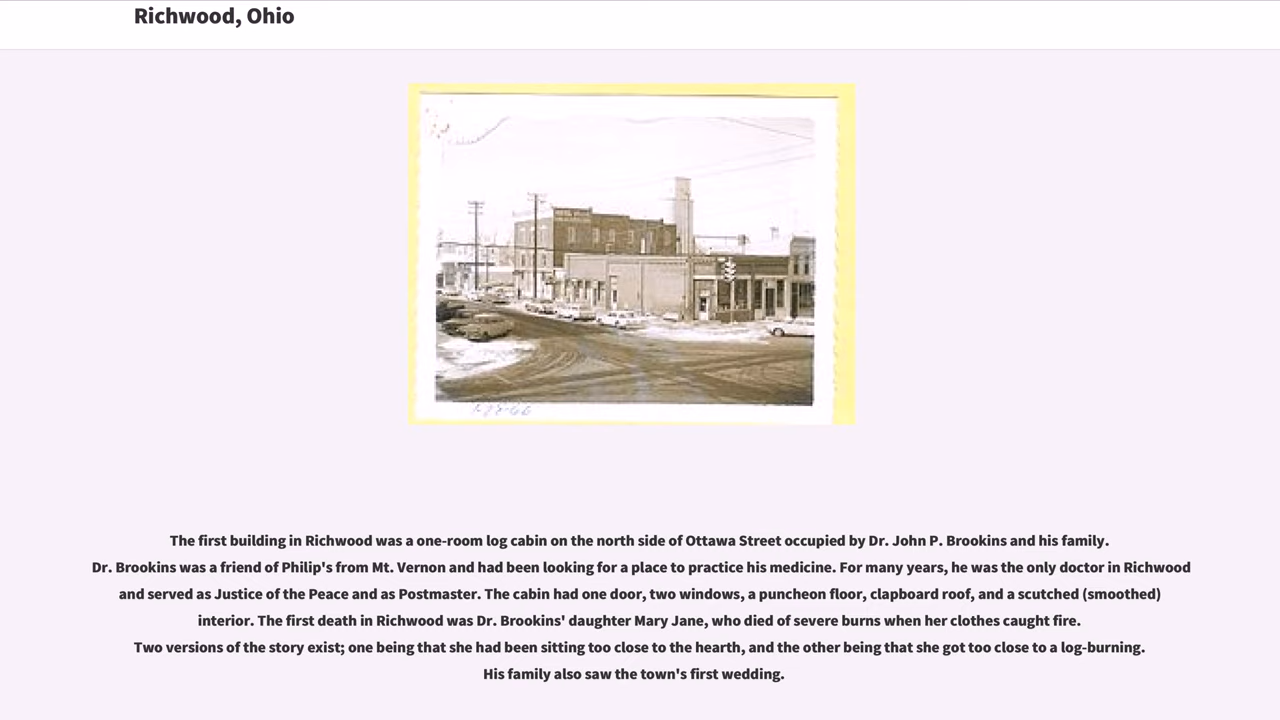 Richwood, Ohio
The first building in Richwood was a one-room log cabin on the north side of Ottawa Street occupied by Dr. John P. Brookins and his family.
Dr. Brookins was a friend of Philip's from Mt. Vernon and had been looking for a place to practice his medicine. For many years, he was the only doctor in Richwood
and served as Justice of the Peace and as Postmaster. The cabin had one door, two windows, a puncheon floor, clapboard roof, and a scutched (smoothed)
interior. The first death in Richwood was Dr. Brookins' daughter Mary Jane, who died of severe burns when her clothes caught fire.
Two versions of the story exist; one being that she had been sitting too close to the hearth, and the other being that she got too close to a log-burning.
His family also saw the town's first wedding.